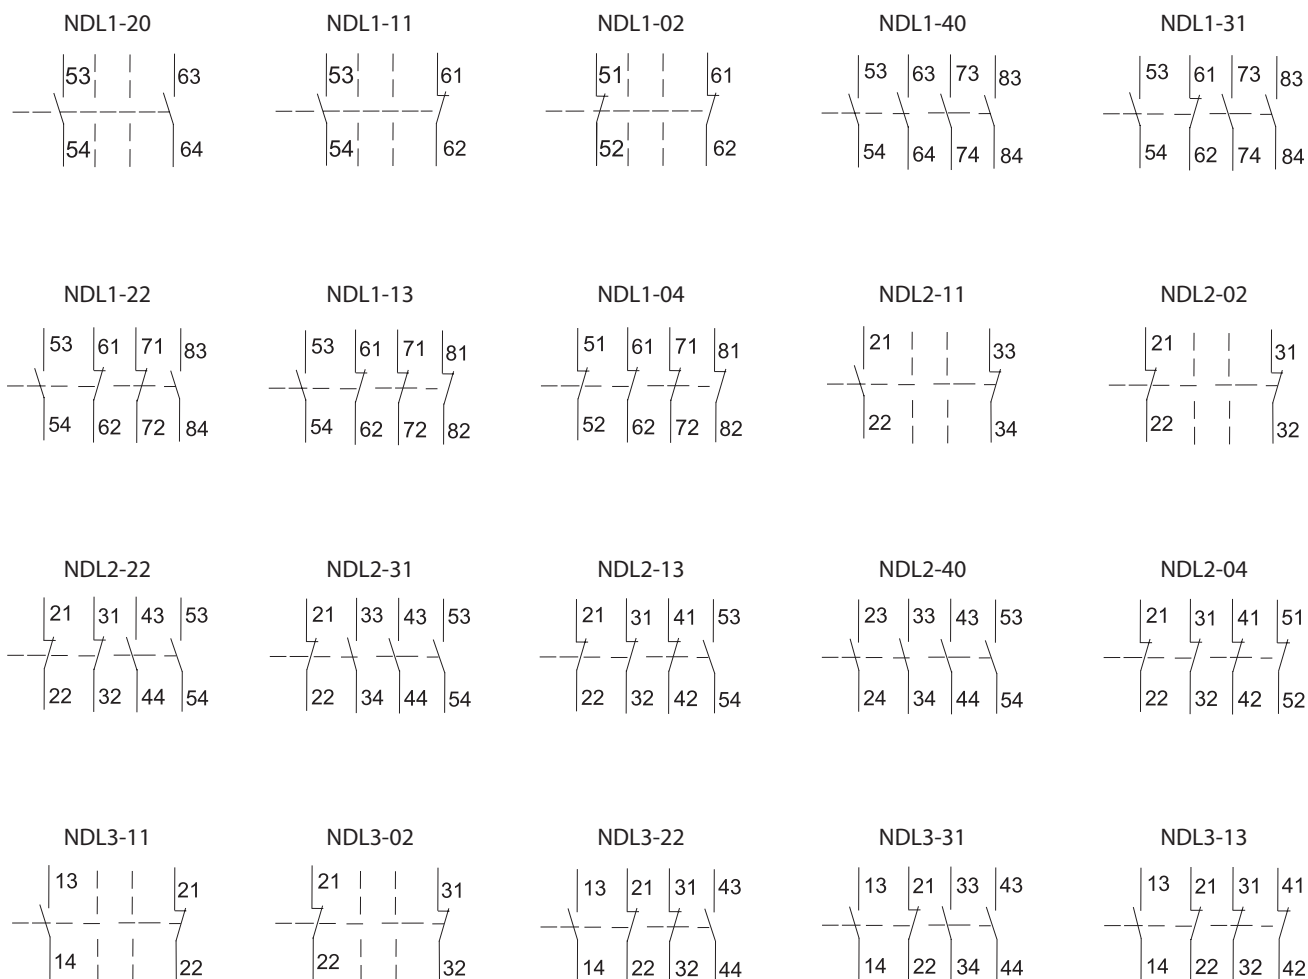 NDL1-20 NDL1-11 NDL1-02 NDL1-40 NDL1-31
53 63 53 61 51 61 53 63 73 83 53 61 73 83
54 64 54 62 52 62 54 64 74 84 54 62 74 84
NDL1-22 NDL1-13 NDL1-04 NDL2-11 NDL2-02
53 61 71 83 53 61 71 81 51 61 71 81 21 33 21 31
54 62 72 84 54 62 72 82 52 62 72 82 22 34 22 32
NDL2-22 NDL2-31 NDL2-13 NDL2-40 NDL2-04
21 31 43 53 21 33 43 53 21 31 41 53 23 33 43 53 21 31 41 51
22 32 44 54 22 34 44 54 22 32 42 54 24 34 44 54 22 32 42 52
NDL3-11 NDL3-02 NDL3-22 NDL3-31 NDL3-13
13 21 21 31 13 21 31 43 13 21 33 43 13 21 31 41
14 22 22 32 14 22 32 44 14 22 34 44 14 22 32 42